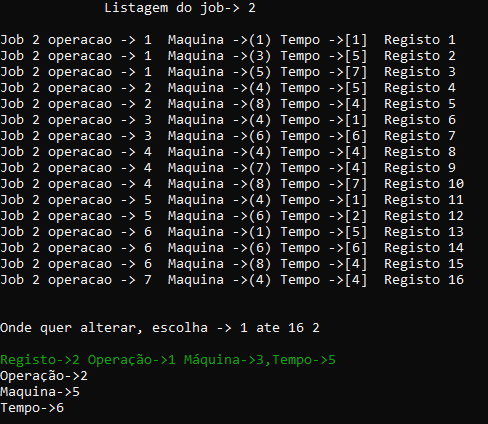 Listagem do job-> 2
Job 2 operacao -> 1  Maquina ->(1) Tempo ->[1]  Registo 1
Job 2 operacao -> 1  Maquina ->(3) Tempo ->[5]  Registo 2
Job 2 operacao -> 1  Maquina ->(5) Tempo ->[7]  Registo 3
Job 2 operacao -> 2  Maquina ->(4) Tempo ->[5]  Registo 4
Job 2 operacao -> 2  Maquina ->(8) Tempo ->[4]  Registo 5
Job 2 operacao -> 3  Maquina ->(4) Tempo ->[1]  Registo 6
Job 2 operacao -> 3  Maquina ->(6) Tempo ->[6]  Registo 7
Job 2 operacao -> 4  Maquina ->(4) Tempo ->[4]  Registo 8
Job 2 operacao -> 4  Maquina ->(7) Tempo ->[4]  Registo 9
Job 2 operacao -> 4  Maquina ->(8) Tempo ->[7]  Registo 10
Job 2 operacao -> 5  Maquina ->(4) Tempo ->[1]  Registo 11
Job 2 operacao -> 5  Maquina ->(6) Tempo ->[2]  Registo 12
Job 2 operacao -> 6  Maquina ->(1) Tempo ->[5]  Registo 13
Job 2 operacao -> 6  Maquina ->(6) Tempo ->[6]  Registo 14
Job 2 operacao -> 6  Maquina ->(8) Tempo ->[4]  Registo 15
Job 2 operacao -> 7  Maquina ->(4) Tempo ->[4]  Registo 16
Onde quer alterar, escolha -> 1 ate 16 2
Registo->2 Operação->1 Máquina->3,Tempo->5
Operação->2
Maquina->5
Tempo->6